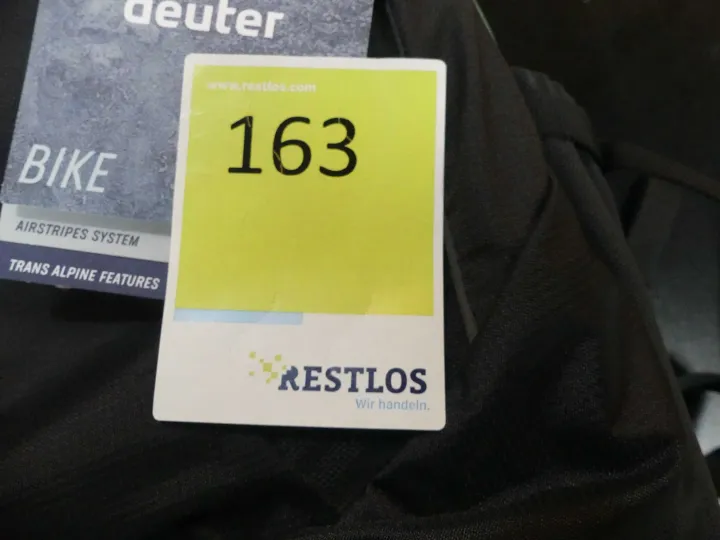 deuter
BIKE
AIRSTRIPES SYSTEM
TRANS ALPINE FEATURES
www.restlos.com
163
RESTLOS
Wir handeln.